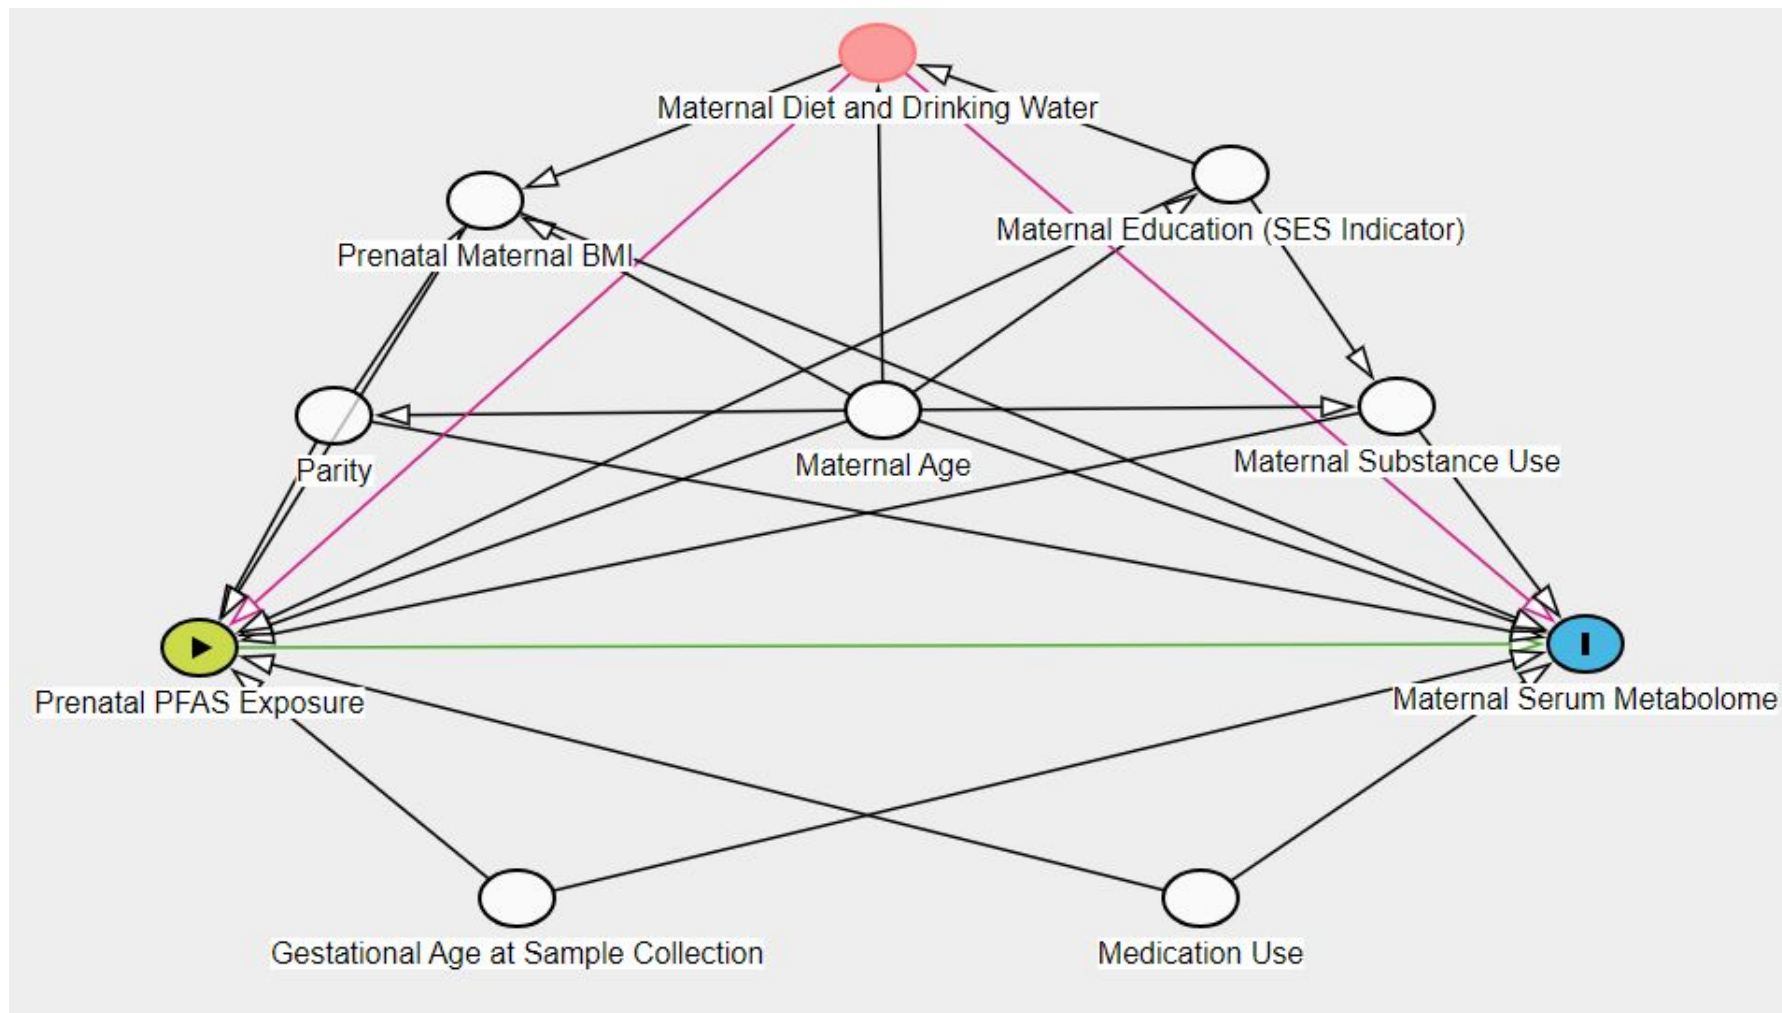 Maternal Diet and Drinking Water
Maternal Education (SES Indicator)
Prenatal Maternal BMI
Parity
Maternal Age
Maternal Substance Use
Prenatal PFAS Exposure
Maternal Serum Metabolome
Gestational Age at Sample Collection
Medication Use